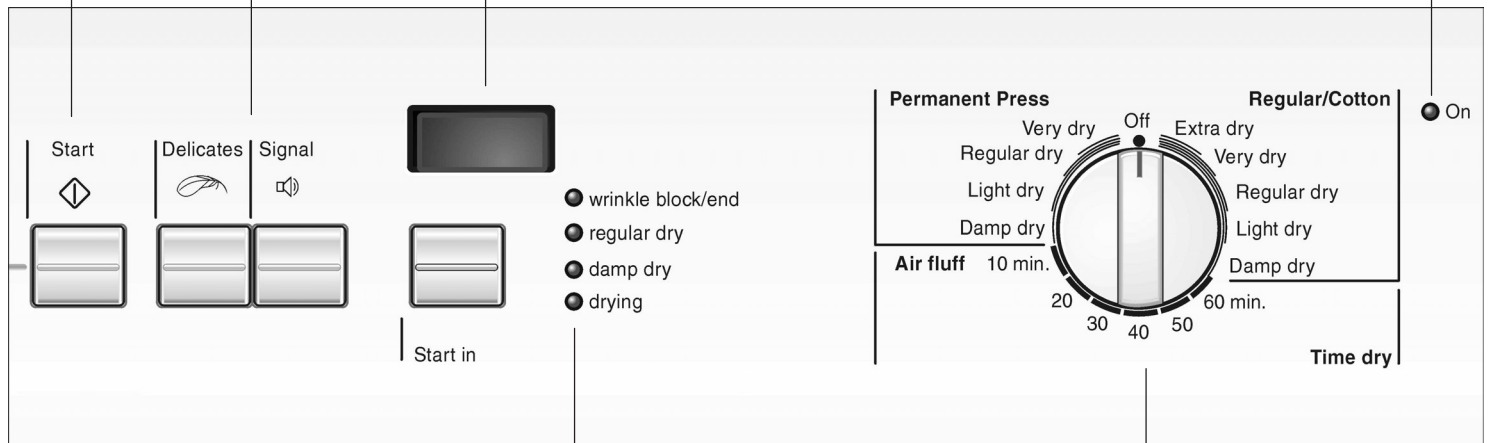 Start
Delicates
Signal
Start in
wrinkle block/end
regular dry
damp dry
drying
Permanent Press
Very dry
Regular dry
Light dry
Damp dry
Air fluff 10 min.
20
30
40
50
60 min.
Time dry
Off
Regular/Cotton
Extra dry
Very dry
Regular dry
Light dry
Damp dry
On